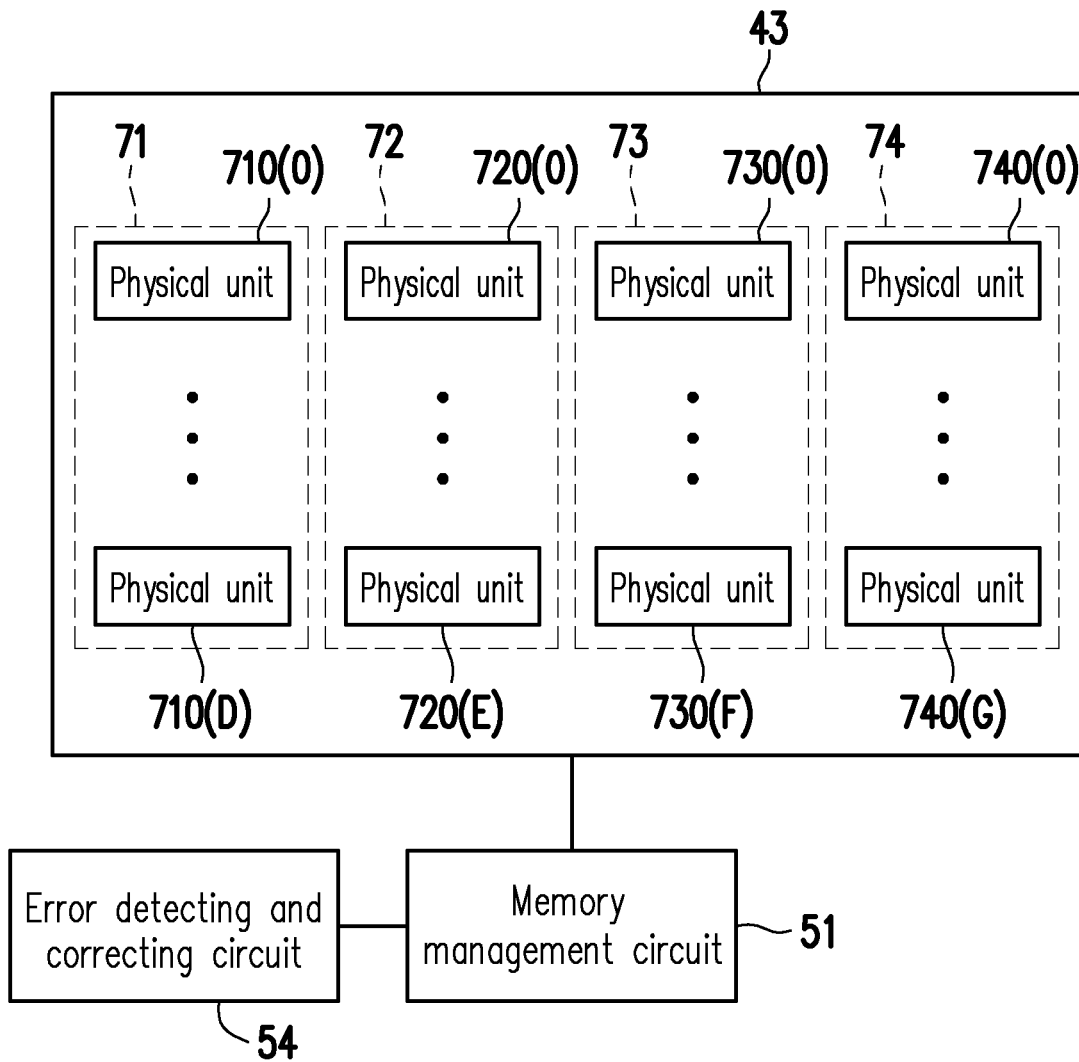 43
71 72 73 74
710(0) 720(0) 730(0) 740(0)
Physical unit Physical unit Physical unit Physical unit
Physical unit Physical unit Physical unit Physical unit
710(D) 720(E) 730(F) 740(G)
Error detecting and
correcting circuit
Memory
management circuit
51
54